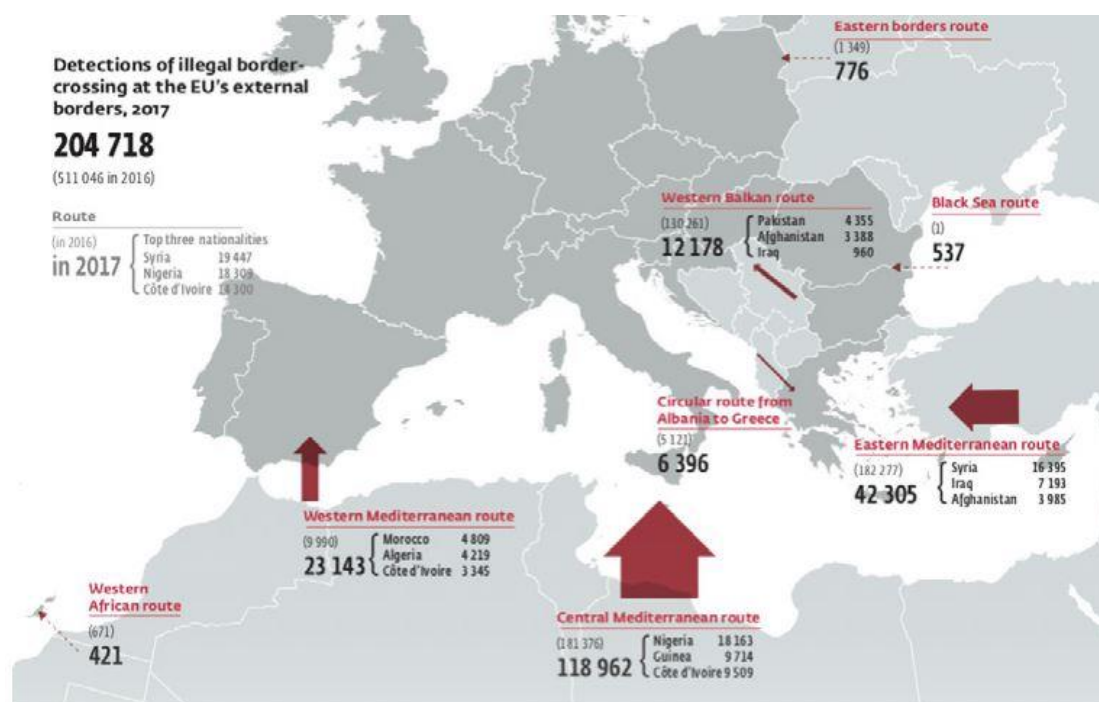 Detections of illegal border-
crossing at the EU's external
borders, 2017
204 718
(511 046 in 2016)
Route
(in 2016)
in 2017
Top three nationalities
Syria 19 447
Nigeria 18 309
Côte d'Ivoire 14 300
Eastern borders route
(1 349)
776
Western Balkan route
(130 261)
12 178
Pakistan 4 355
Afghanistan 3 388
Iraq 960
Black Sea route
(1)
537
Circular route from
Albania to Greece
(5 121)
6 396
Eastern Mediterranean route
(182 277)
42 305
Syria 16 395
Iraq 7 193
Afghanistan 3 985
Western Mediterranean route
(9 990)
23 143
Morocco 4 809
Algeria 4 219
Côte d'Ivoire 3 345
Western
African route
(671)
421
Central Mediterranean route
(181 376)
118 962
Nigeria 18 163
Guinea 9 714
Côte d'Ivoire 9 509